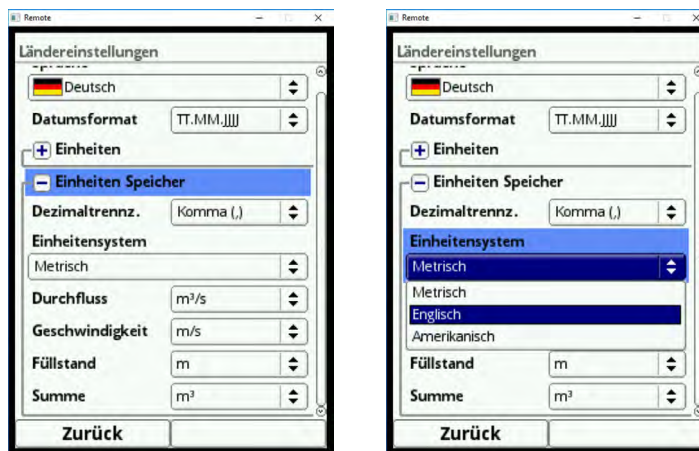 Remote
Ländereinstellungen
Sprache
Deutsch
Datumsformat TT.MM.JJJJ
Einheiten
Einheiten Speicher
Dezimaltrennz. Komma (,)
Einheitensystem
Metrisch
Durchfluss m³/s
Geschwindigkeit m/s
Füllstand m
Summe m³
Zurück
Remote
Ländereinstellungen
Sprache
Deutsch
Datumsformat TT.MM.JJJJ
Einheiten
Einheiten Speicher
Dezimaltrennz. Komma (,)
Einheitensystem
Metrisch
Metrisch
Englisch
Amerikanisch
Füllstand m
Summe m³
Zurück